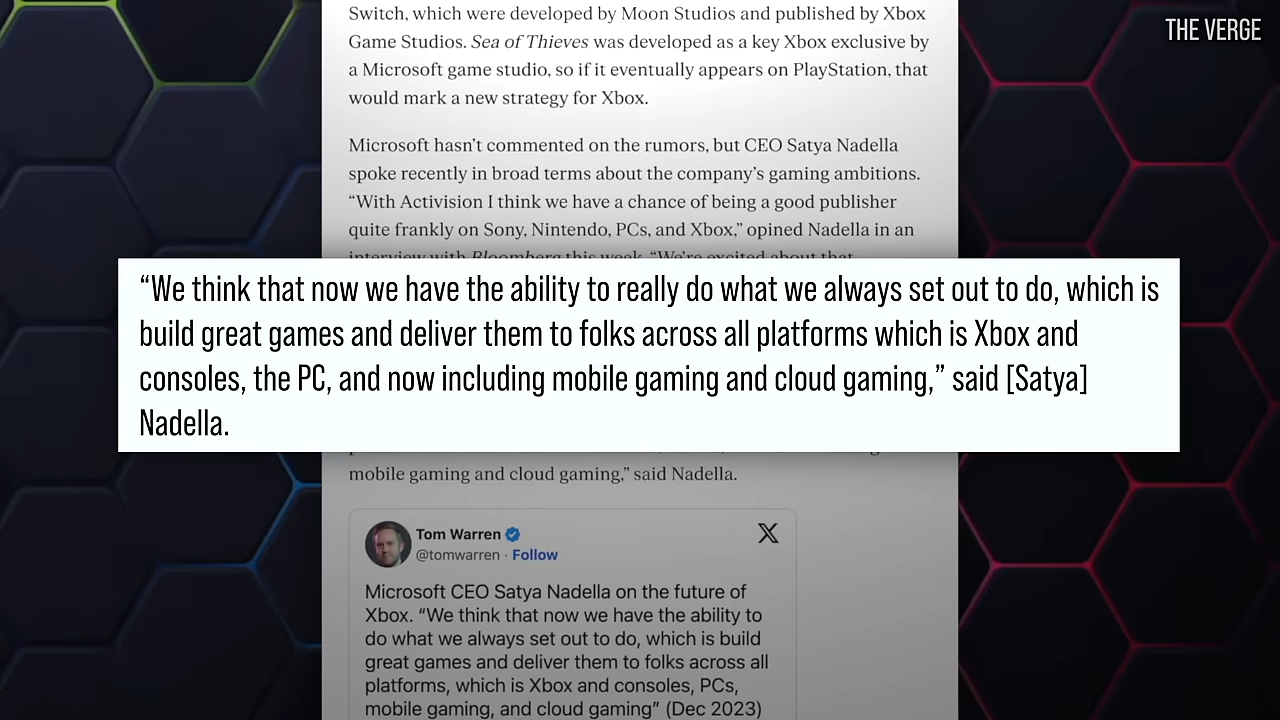 THE VERGE
Switch, which were developed by Moon Studios and published by Xbox
Game Studios. Sea of Thieves was developed as a key Xbox exclusive by
a Microsoft game studio, so if it eventually appears on PlayStation, that
would mark a new strategy for Xbox.
Microsoft hasn’t commented on the rumors, but CEO Satya Nadella
spoke recently in broad terms about the company’s gaming ambitions.
“With Activision I think we have a chance of being a good publisher
quite frankly on Sony, Nintendo, PCs, and Xbox,” opined Nadella in an
interview with Bloomberg this week. “We’re excited about that
“We think that now we have the ability to really do what we always set out to do, which is
build great games and deliver them to folks across all platforms which is Xbox and
consoles, the PC, and now including mobile gaming and cloud gaming,” said [Satya]
Nadella.
mobile gaming and cloud gaming,” said Nadella.
Tom Warren
@tomwarren · Follow
Microsoft CEO Satya Nadella on the future of
Xbox. “We think that now we have the ability to
do what we always set out to do, which is build
great games and deliver them to folks across all
platforms, which is Xbox and consoles, PCs,
mobile gaming, and cloud gaming” (Dec 2023)